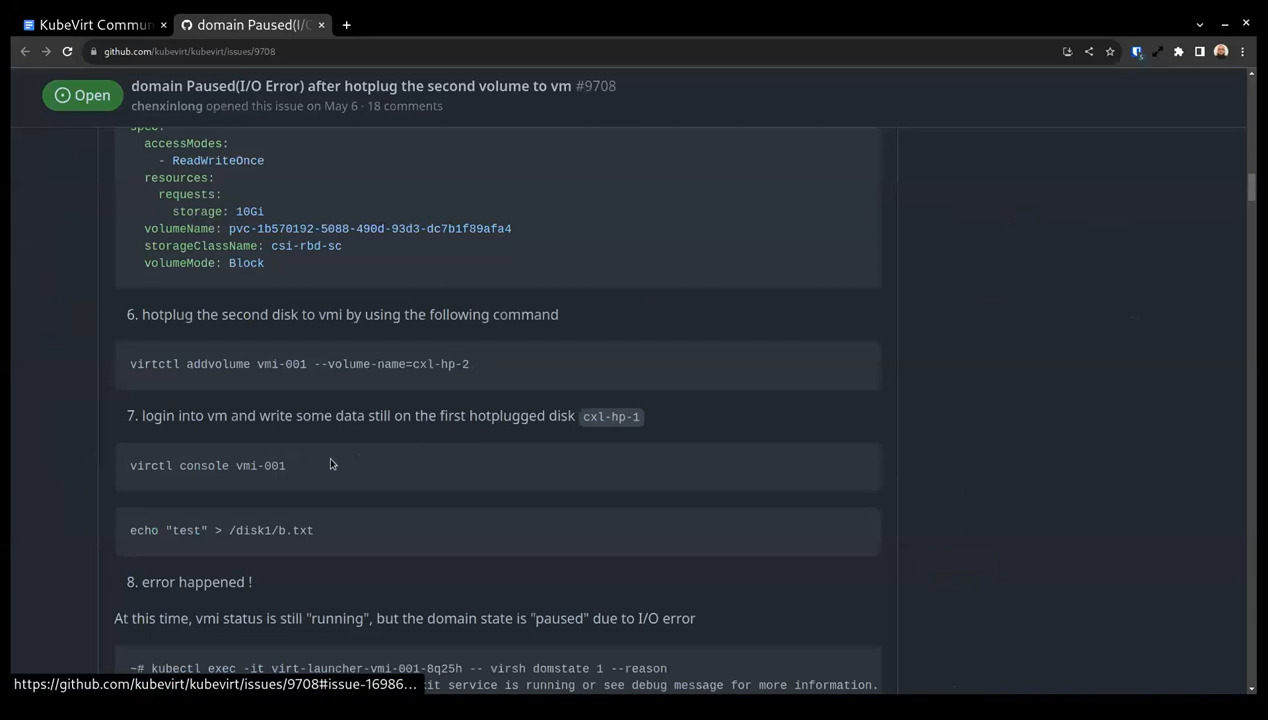 KubeVirt Commun
domain Paused(I/O
github.com/kubevirt/kubevirt/issues/9708
Open
domain Paused(I/O Error) after hotplug the second volume to vm #9708
chenxinlong opened this issue on May 6 · 18 comments
spec:
accessModes:
- ReadWriteOnce
resources:
requests:
storage: 10Gi
volumeName: pvc-1b570192-5088-490d-93d3-dc7b1f89afa4
storageClassName: csi-rbd-sc
volumeMode: Block
6. hotplug the second disk to vmi by using the following command
virtctl addvolume vmi-001 --volume-name=cxl-hp-2
7. login into vm and write some data still on the first hotplugged disk cxl-hp-1
virctl console vmi-001
echo "test" > /disk1/b.txt
8. error happened !
At this time, vmi status is still "running", but the domain state is "paused" due to I/O error
~# kubectl exec -it virt-launcher-vmi-001-8q25h -- virsh domstate 1 --reason
https://github.com/kubevirt/kubevirt/issues/9708#issue-16986...
it service is running or see debug message for more information.